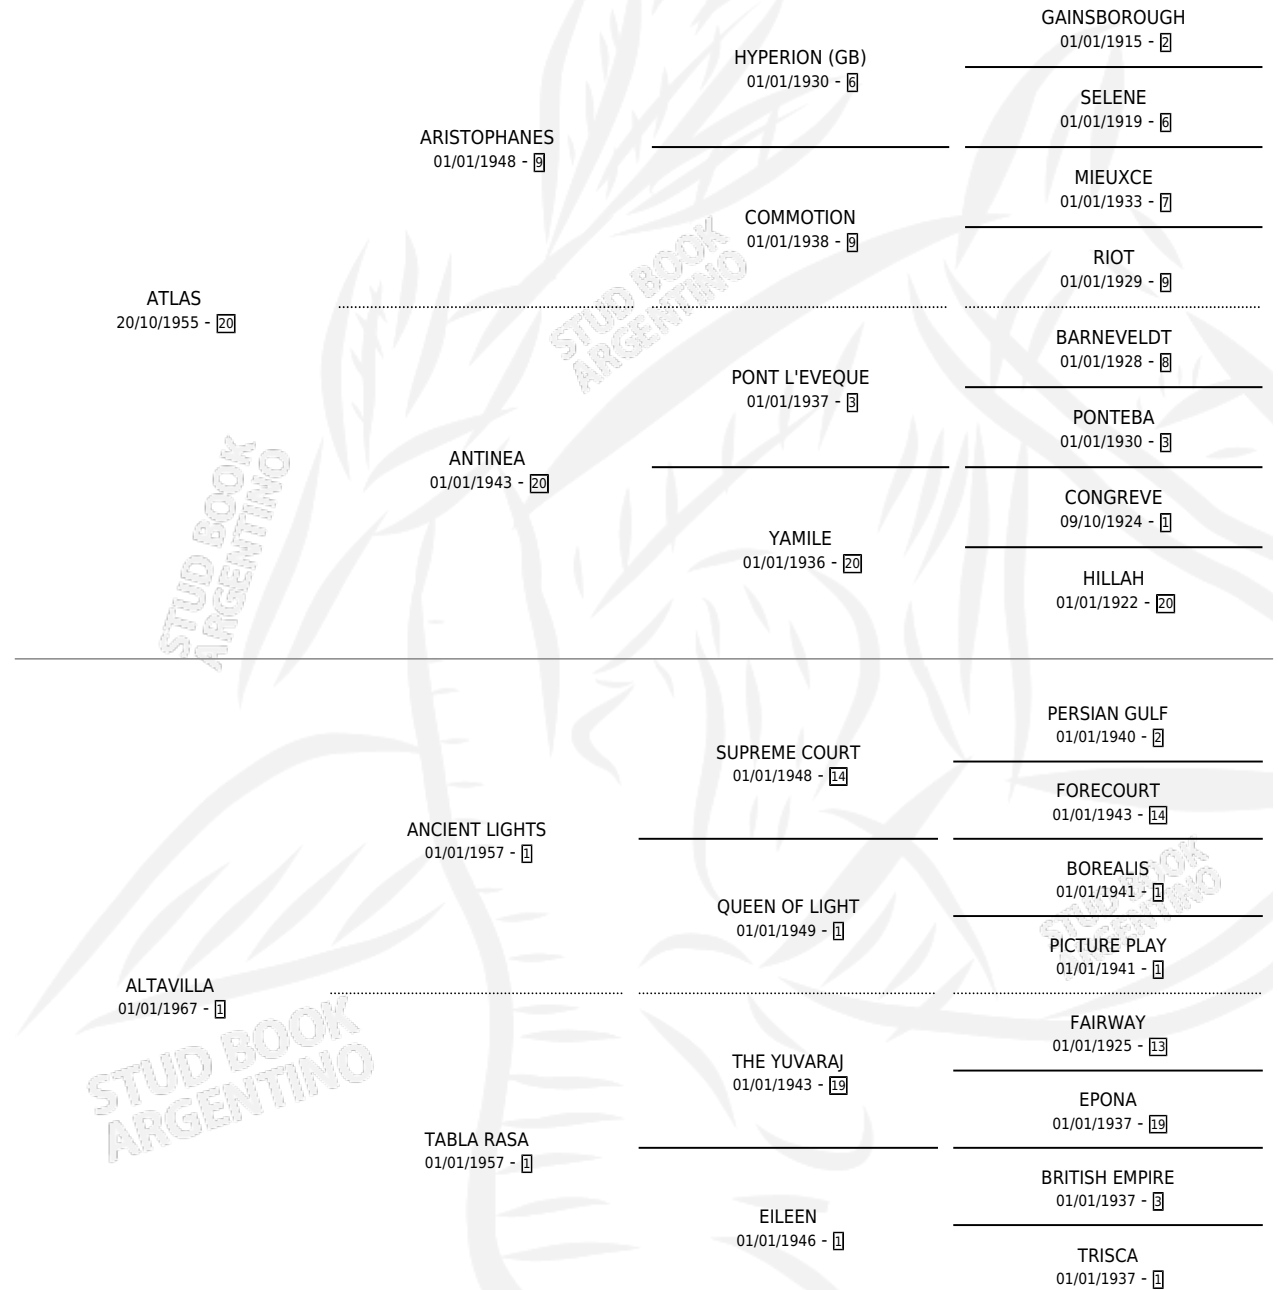 GAINSBOROUGH
01/01/1915 - 2
HYPERION (GB)
01/01/1930 - 6
SELENE
01/01/1919 - 6
ARISTOPHANES
01/01/1948 - 9
MIEUXCE
01/01/1933 - 7
COMMOTION
01/01/1938 - 9
RIOT
01/01/1929 - 9
ATLAS
20/10/1955 - 20
BARNEVELDT
01/01/1928 - 8
PONT L'EVEQUE
01/01/1937 - 3
PONTEBA
01/01/1930 - 3
ANTINEA
01/01/1943 - 20
CONGREVE
09/10/1924 - 1
YAMILE
01/01/1936 - 20
HILLAH
01/01/1922 - 20
PERSIAN GULF
01/01/1940 - 2
SUPREME COURT
01/01/1948 - 14
FORECOURT
01/01/1943 - 14
ANCIENT LIGHTS
01/01/1957 - 1
BOREALIS
01/01/1941 - 1
QUEEN OF LIGHT
01/01/1949 - 1
PICTURE PLAY
01/01/1941 - 1
ALTAVILLA
01/01/1967 - 1
FAIRWAY
01/01/1925 - 13
THE YUVARAJ
01/01/1943 - 19
EPONA
01/01/1937 - 19
TABLA RASA
01/01/1957 - 1
BRITISH EMPIRE
01/01/1937 - 3
EILEEN
01/01/1946 - 1
TRISCA
01/01/1937 - 1
STUD BOOK
ARGENTINO
STUD BOOK
ARGENTINO
STUD BOOK
ARGENTINO
STUD BOOK
ARGENTINO